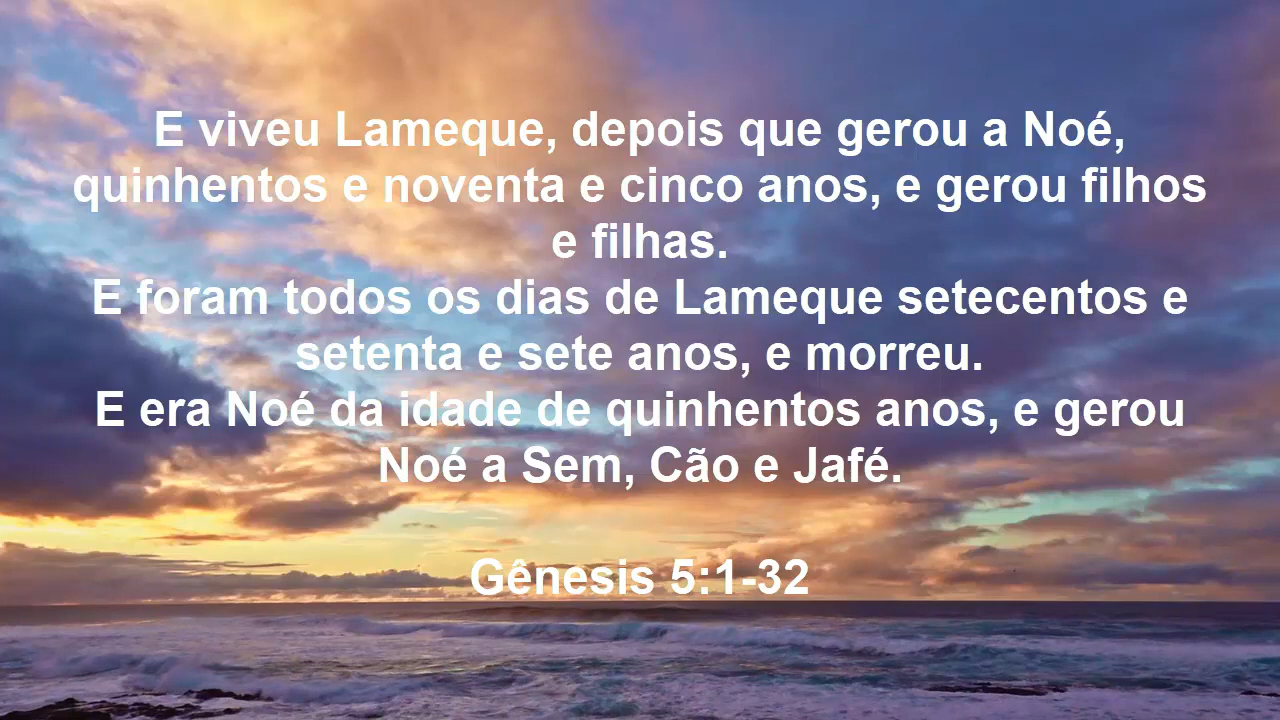 E viveu Lameque, depois que gerou a Noé,
quinhentos e noventa e cinco anos, e gerou filhos
e filhas.
E foram todos os dias de Lameque setecentos e
setenta e sete anos, e morreu.
E era Noé da idade de quinhentos anos, e gerou
Noé a Sem, Cão e Jafé.
Gênesis 5:1-32